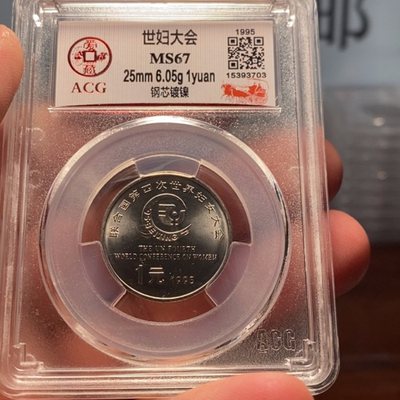 世妇大会
MS67
25mm 6.05g 1yuan
钢芯镀镍
1995
15393703
ACG
联合国第四次世界妇女大会
BEIJING
THE UN FOURTH
WORLD CONFERENCE ON WOMEN
1元 1995
ACG